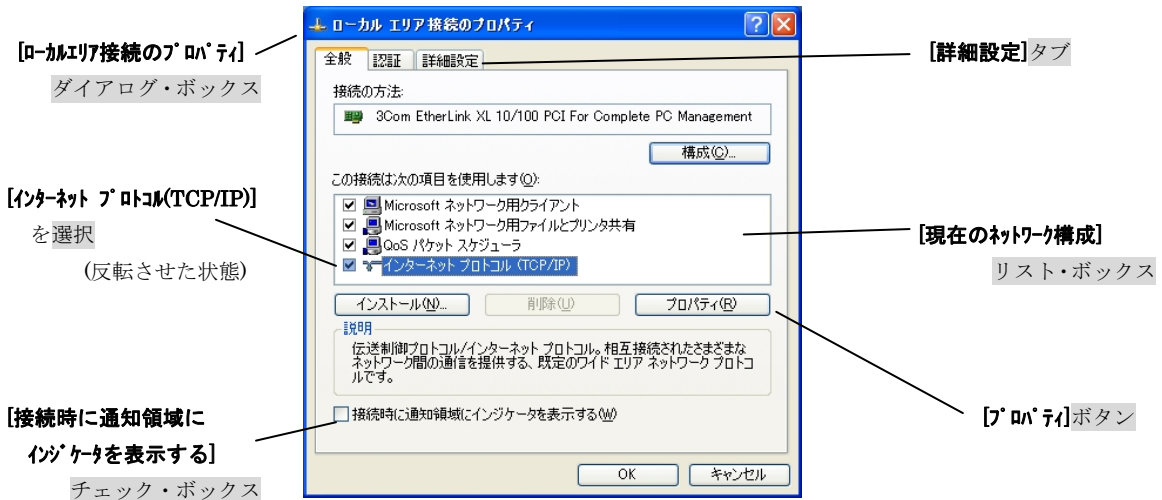 [ﾛｰｶﾙｴﾘｱ接続のﾌﾟﾛﾊﾟﾃｨ]
ダイアログ・ボックス
[ｲﾝﾀｰﾈｯﾄ ﾌﾟﾛﾄｺﾙ(TCP/IP)]
を選択
(反転させた状態)
[接続時に通知領域に
ｲﾝｼﾞｹｰﾀを表示する]
チェック・ボックス
ローカル エリア接続のプロパティ
全般 認証 詳細設定
接続の方法:
3Com EtherLink XL 10/100 PCI For Complete PC Management
構成(C)...
この接続は次の項目を使用します(O):
Microsoft ネットワーク用クライアント
Microsoft ネットワーク用ファイルとプリンタ共有
QoS パケット スケジューラ
インターネット プロトコル (TCP/IP)
インストール(N)... 削除(U) プロパティ(R)
説明
伝送制御プロトコル/インターネット プロトコル。相互接続されたさまざまな
ネットワーク間の通信を提供する、既定のワイド エリア ネットワーク プロトコ
ルです。
接続時に通知領域にインジケータを表示する(W)
OK キャンセル
[詳細設定]タブ
[現在のﾈｯﾄﾜｰｸ構成]
リスト・ボックス
[ﾌﾟﾛﾊﾟﾃｨ]ボタン